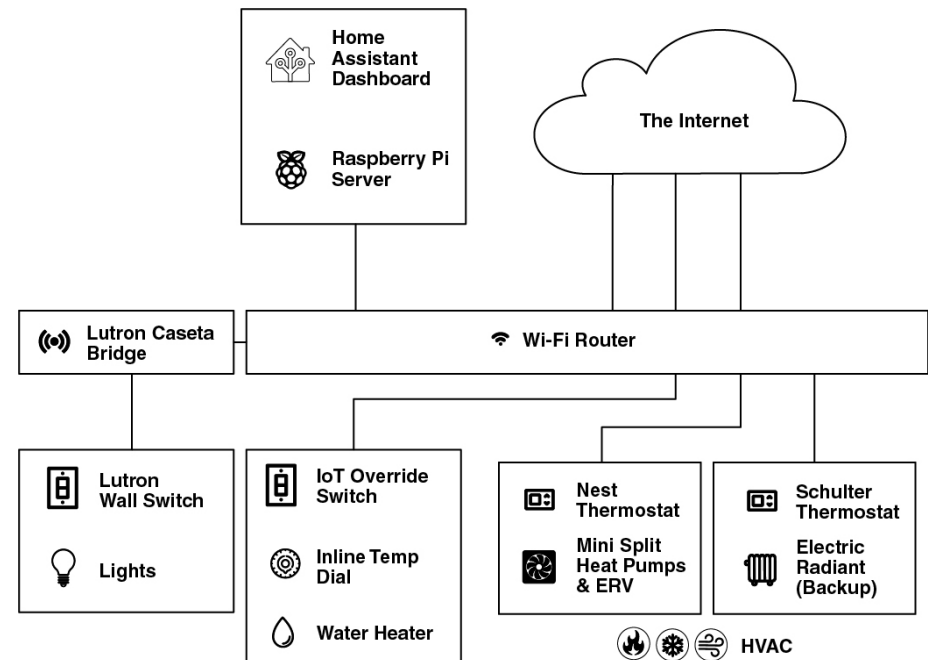 Home
Assistant
Dashboard
Raspberry Pi
Server
The Internet
Lutron Caseta
Bridge
Wi-Fi Router
Lutron
Wall Switch
Lights
IoT Override
Switch
Inline Temp
Dial
Water Heater
Nest
Thermostat
Mini Split
Heat Pumps
& ERV
Schulter
Thermostat
Electric
Radiant
(Backup)
HVAC